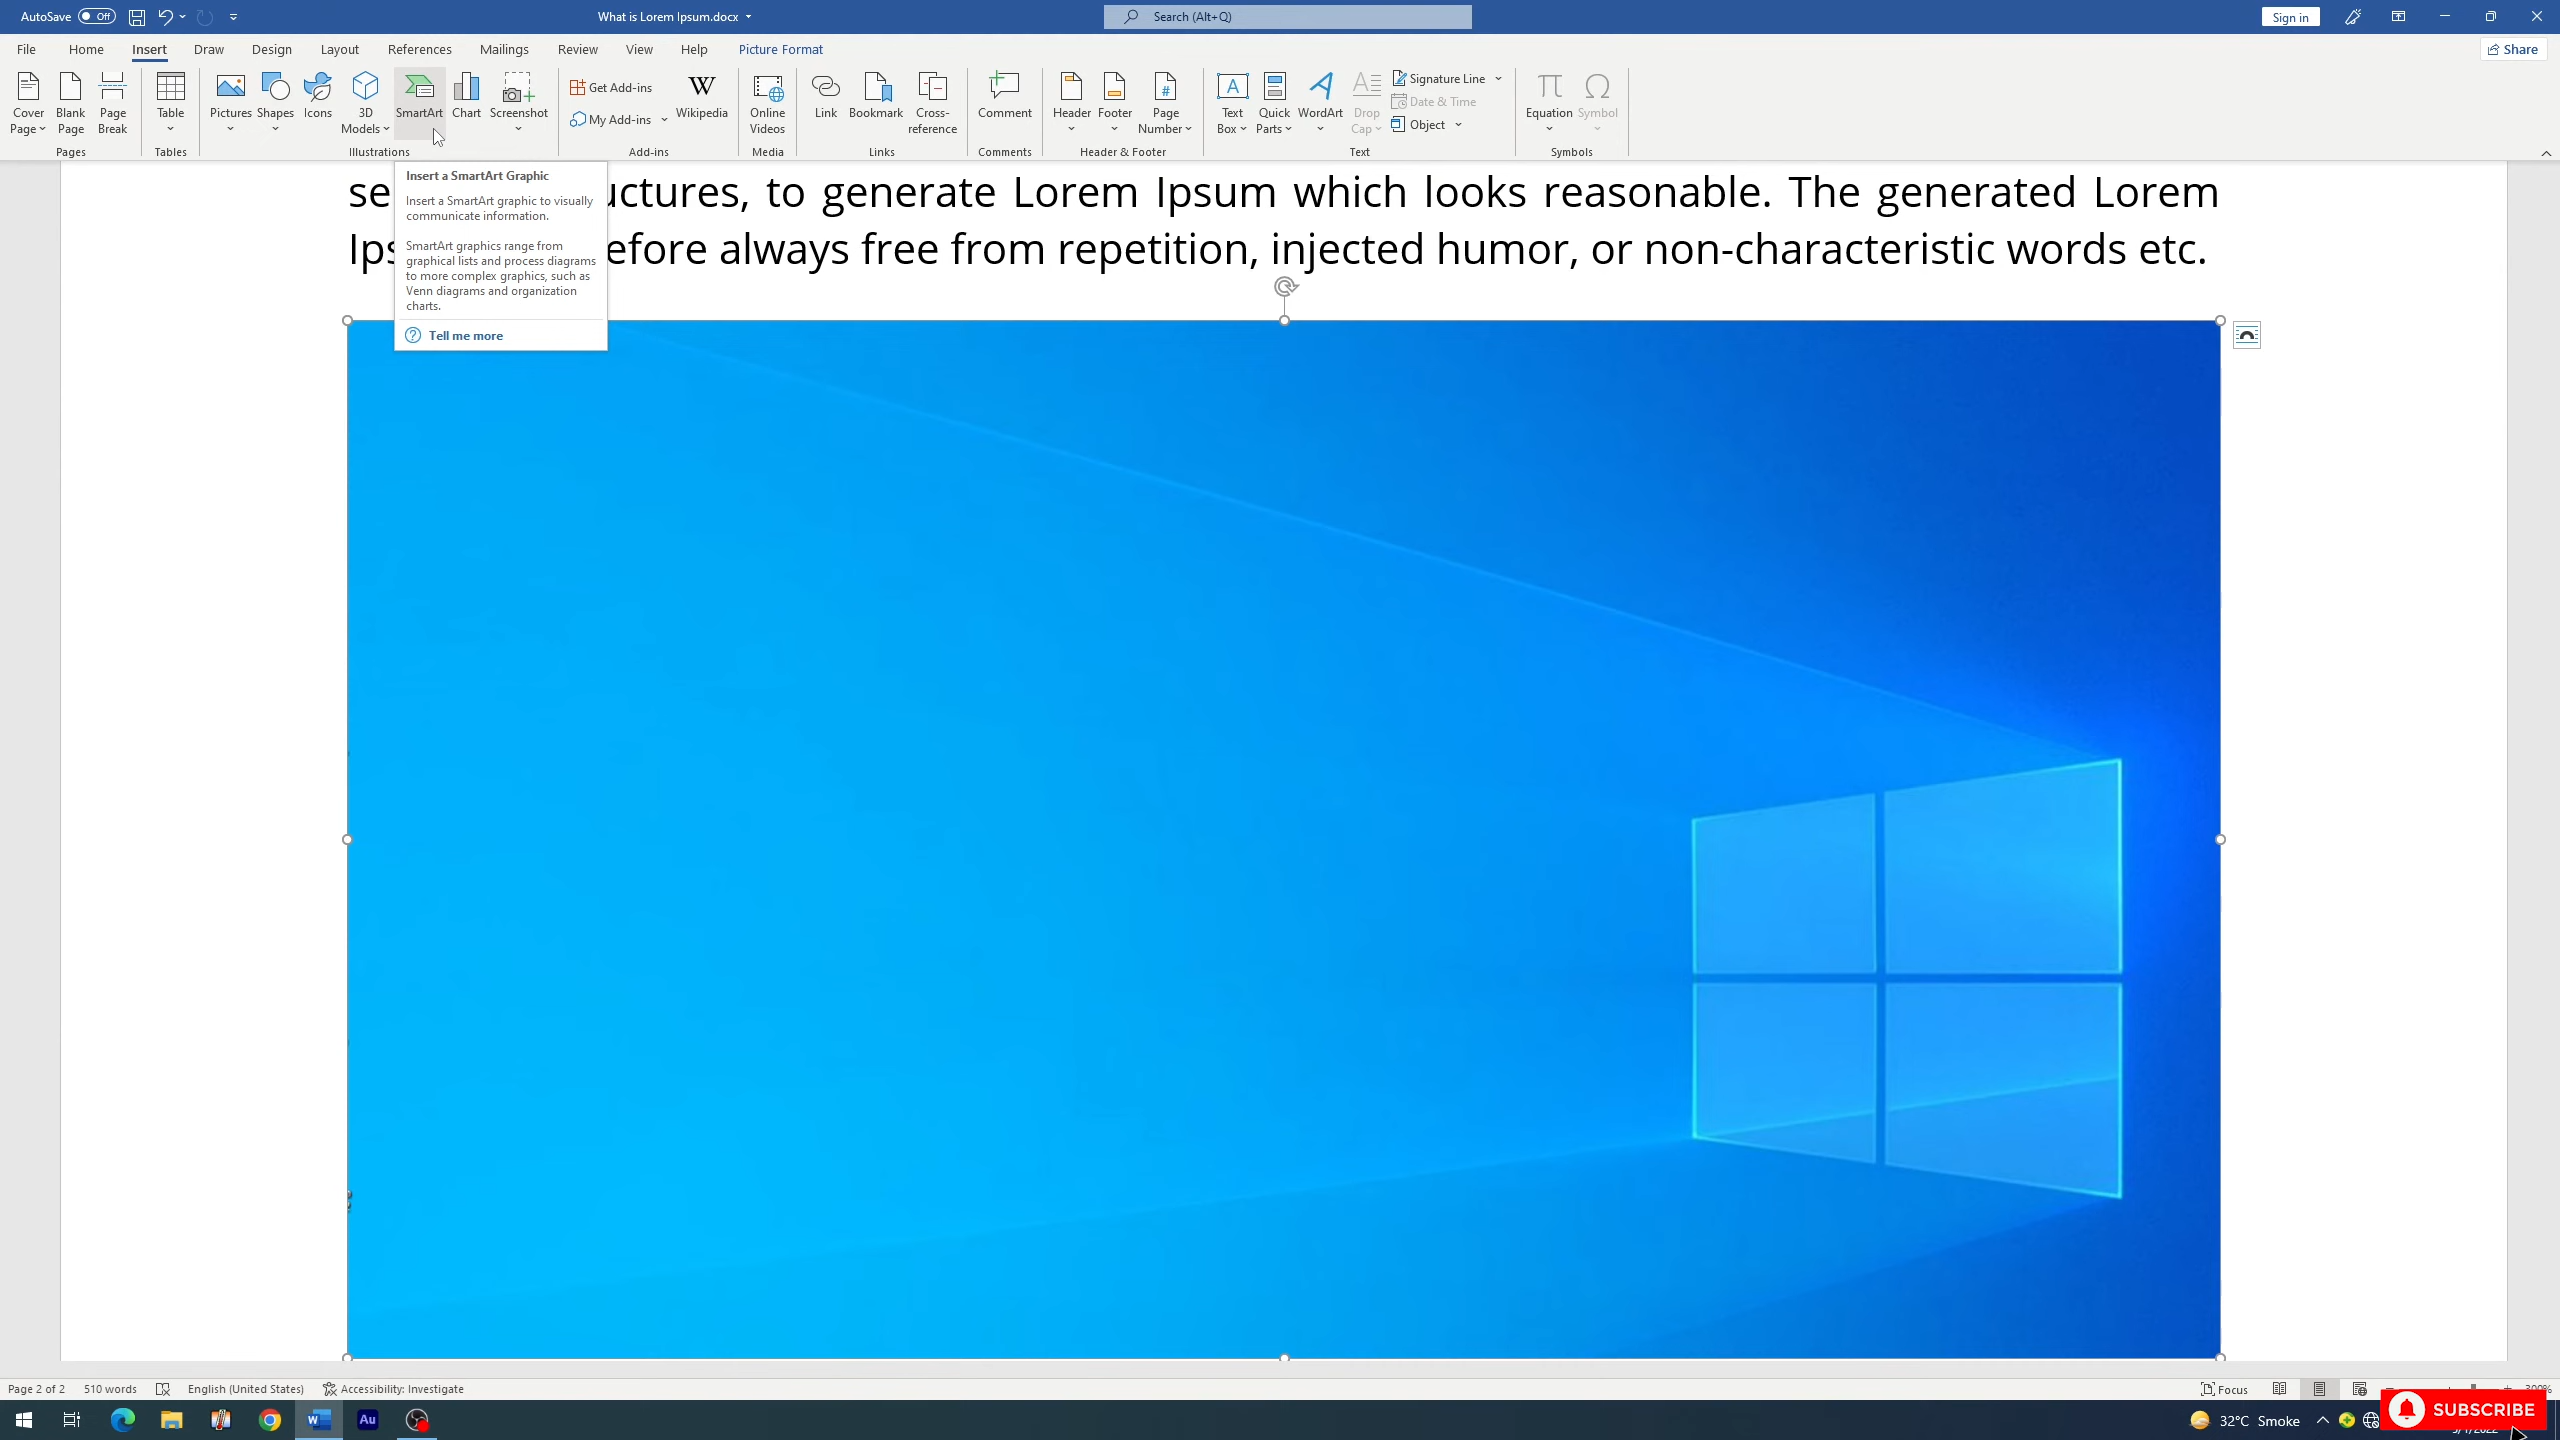 AutoSave Off What is Lorem Ipsum.docx Search (Alt+Q) Sign in
File Home Insert Draw Design Layout References Mailings Review View Help Picture Format Share
Cover Page
Blank Page
Page Break
Pages
Table
Tables
Pictures
Shapes
Icons
3D Models
SmartArt
Chart
Screenshot
Illustrations
Get Add-ins
My Add-ins
W
Wikipedia
Add-ins
Online Videos
Media
Link
Bookmark
Cross-reference
Links
Comment
Comments
Header
Footer
Page Number
Header & Footer
Text Box
Quick Parts
WordArt
Drop Cap
Signature Line
Date & Time
Object
Text
Equation
Symbol
Symbols
Insert a SmartArt Graphic
Insert a SmartArt graphic to visually
communicate information.
SmartArt graphics range from
graphical lists and process diagrams
to more complex graphics, such as
Venn diagrams and organization
charts.
Tell me more
to generate Lorem Ipsum which looks reasonable. The generated Lorem
always free from repetition, injected humor, or non-characteristic words etc.
Page 2 of 2 510 words English (United States) Accessibility: Investigate Focus
Au 32°C Smoke
SUBSCRIBE